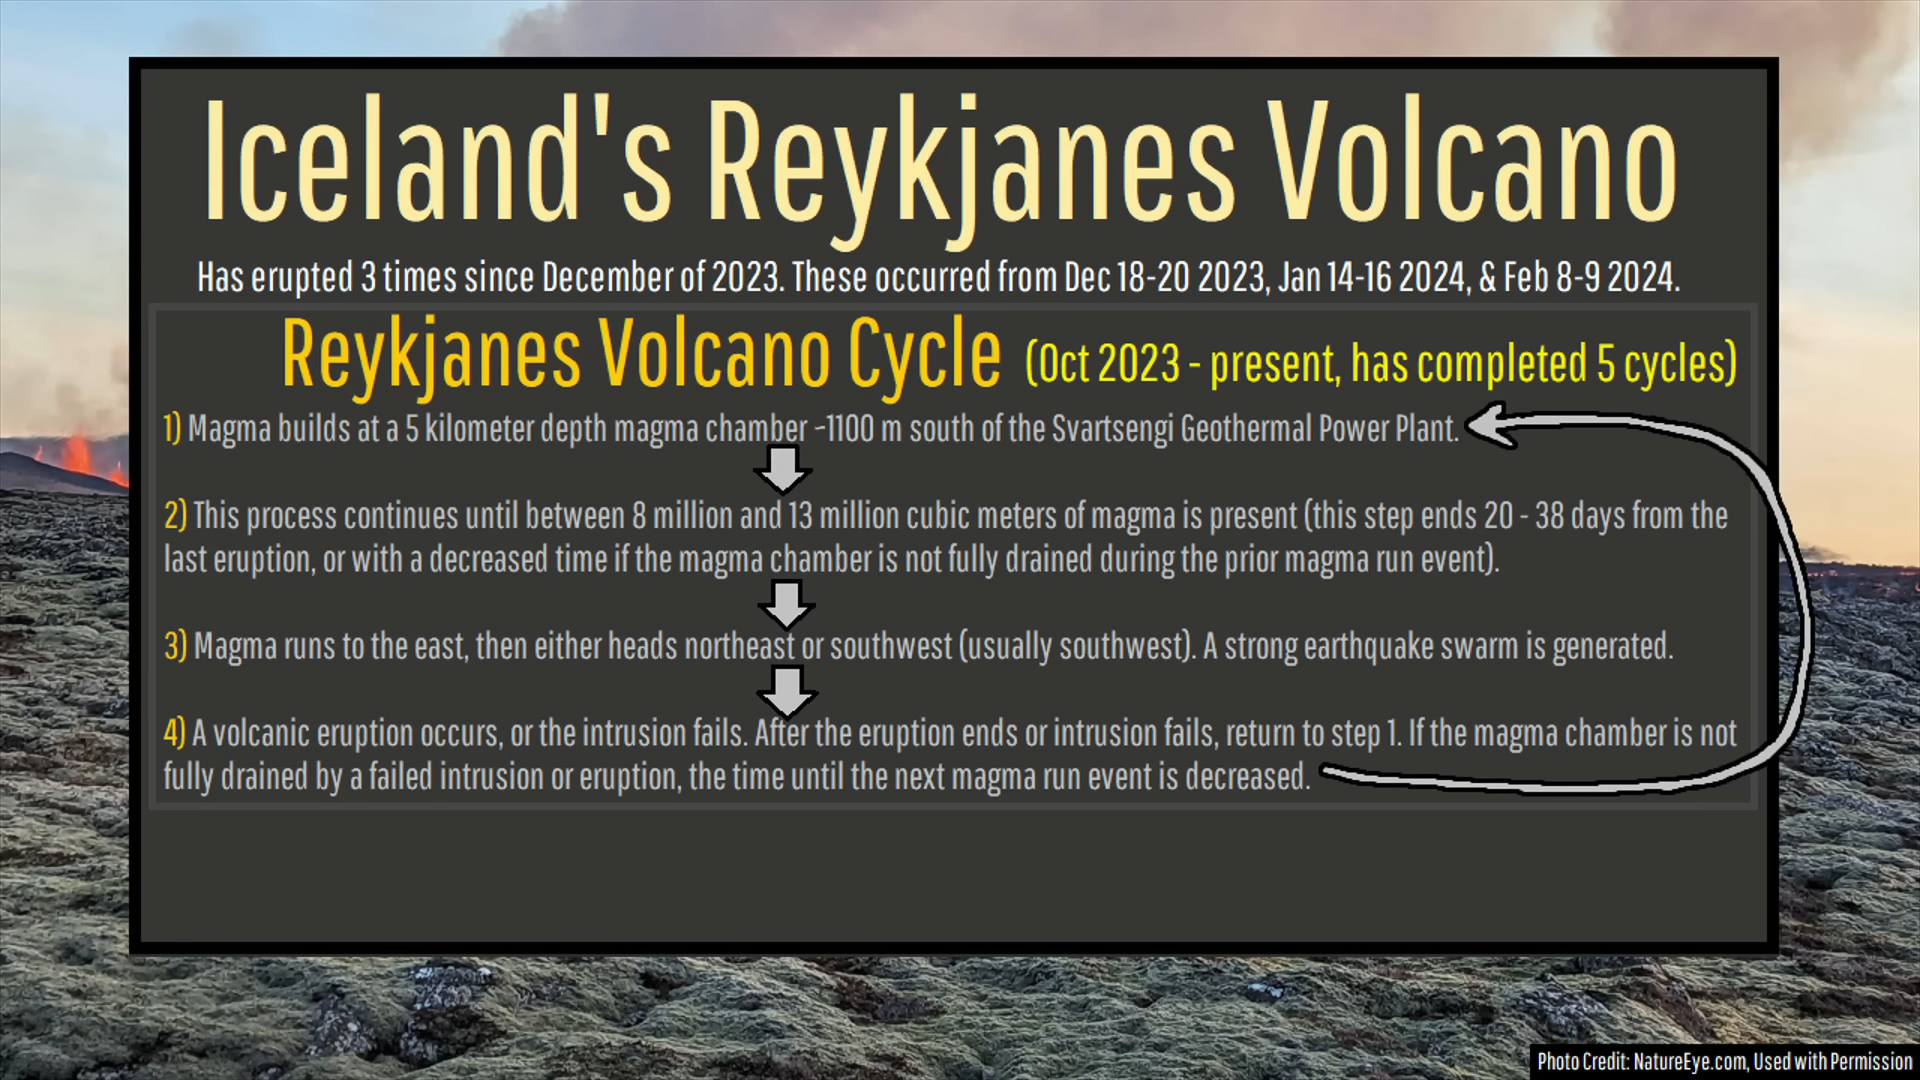 Iceland's Reykjanes Volcano
Has erupted 3 times since December of 2023. These occurred from Dec 18-20 2023, Jan 14-16 2024, & Feb 8-9 2024.
Reykjanes Volcano Cycle (Oct 2023 - present, has completed 5 cycles)
1) Magma builds at a 5 kilometer depth magma chamber ~1100 m south of the Svartsengi Geothermal Power Plant.
2) This process continues until between 8 million and 13 million cubic meters of magma is present (this step ends 20 - 38 days from the
last eruption, or with a decreased time if the magma chamber is not fully drained during the prior magma run event).
3) Magma runs to the east, then either heads northeast or southwest (usually southwest). A strong earthquake swarm is generated.
4) A volcanic eruption occurs, or the intrusion fails. After the eruption ends or intrusion fails, return to step 1. If the magma chamber is not
fully drained by a failed intrusion or eruption, the time until the next magma run event is decreased.
Photo Credit: NatureEye.com, Used with Permission